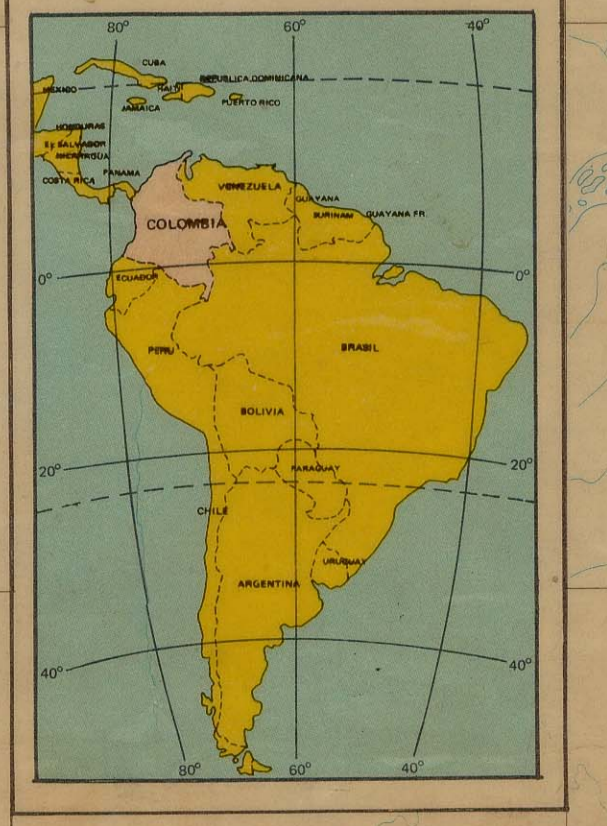 80° 60° 40°
CUBA
REPUBLICA.DOMINICANA
MEXICO
HAITI
JAMAICA
PUERTO RICO
HONDURAS
EL SALVADOR
NICARAGUA
COSTA RICA
PANAMA
VENEZUELA
GUAYANA
SURINAM
GUAYANA FR.
COLOMBIA
0° 0°
ECUADOR
PERU
BRASIL
BOLIVIA
20° 20°
PARAGUAY
CHILE
URUGUAY
ARGENTINA
40° 40°
80° 60° 40°